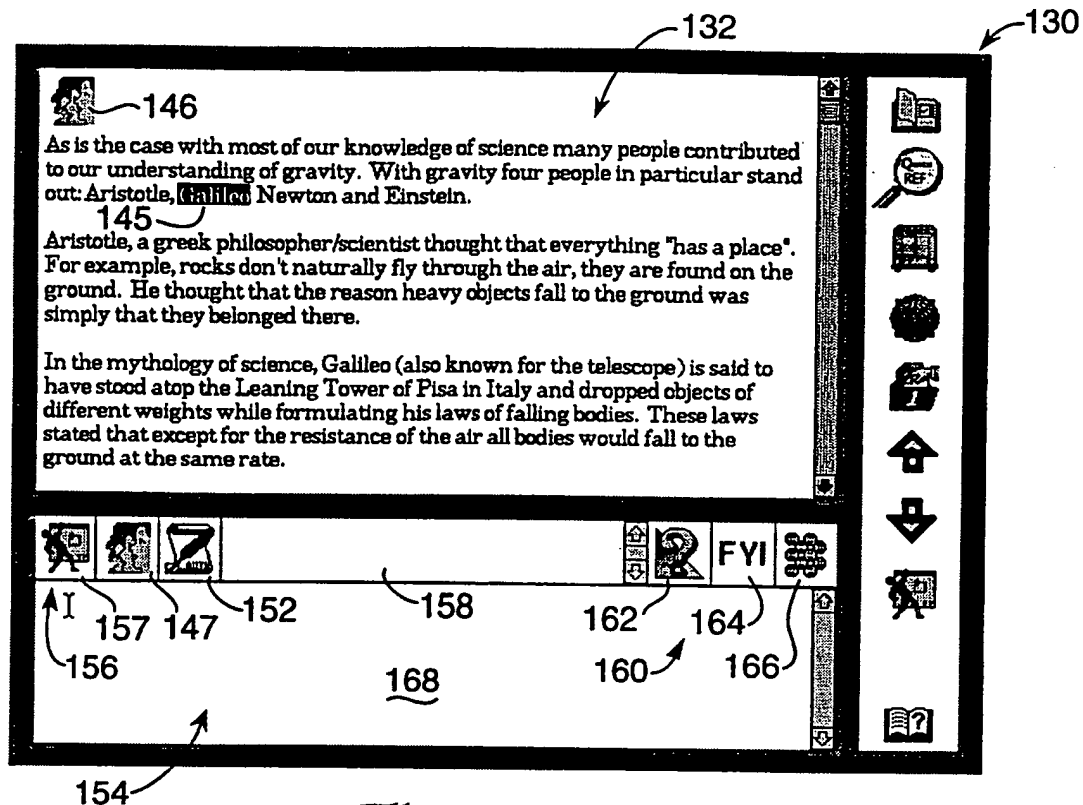 132
130
146
As is the case with most of our knowledge of science many people contributed
to our understanding of gravity. With gravity four people in particular stand
out: Aristotle, Galileo Newton and Einstein.
145
Aristotle, a greek philosopher/scientist thought that everything "has a place".
For example, rocks don't naturally fly through the air, they are found on the
ground. He thought that the reason heavy objects fall to the ground was
simply that they belonged there.
In the mythology of science, Galileo (also known for the telescope) is said to
have stood atop the Leaning Tower of Pisa in Italy and dropped objects of
different weights while formulating his laws of falling bodies. These laws
stated that except for the resistance of the air all bodies would fall to the
ground at the same rate.
REF
1
FYI
157 147 152 158 162 164 166
156 160
168
?
154